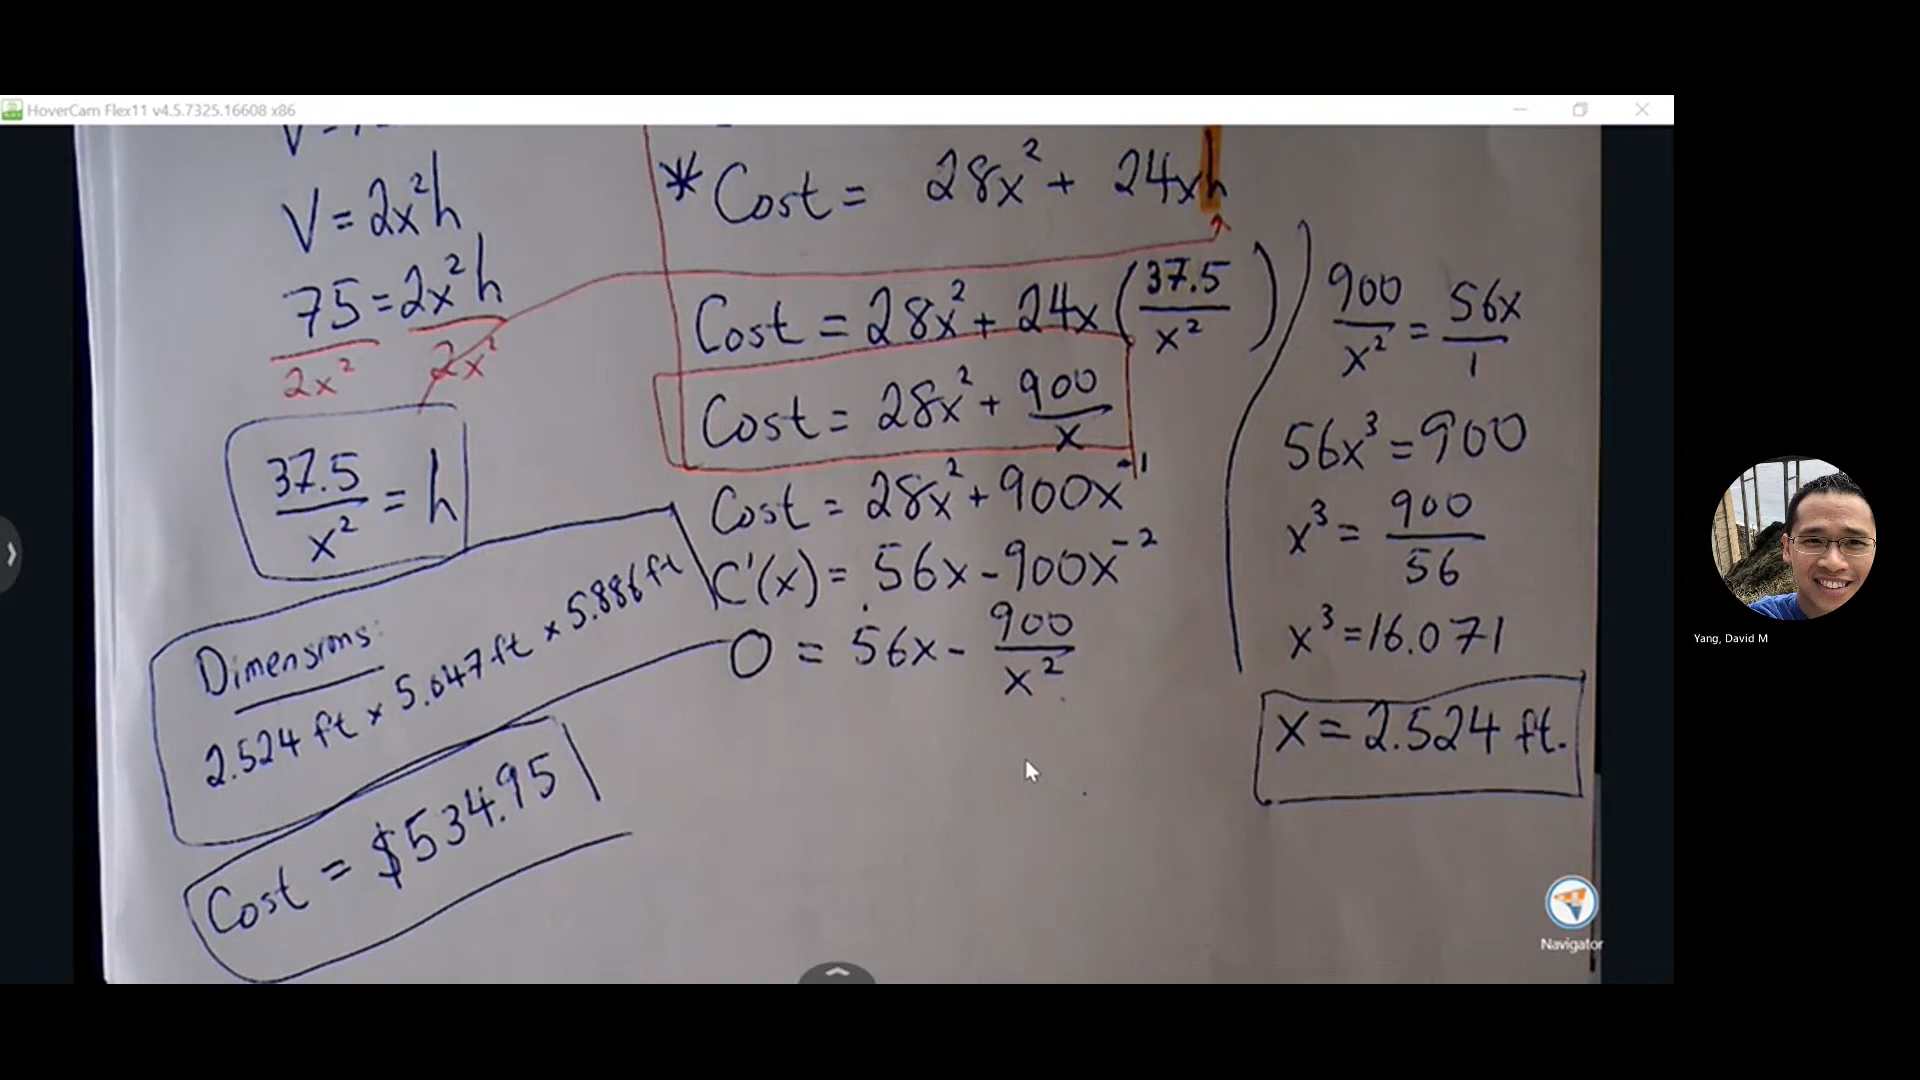 HoverCam Flex11 v4.5.7325.16608 x86
V = 2x²h
75 = 2x²h
2x² 2x²
37.5/x² = h
Dimensions:
2.524 ft x 5.047 ft x 5.886 ft
Cost = $534.95
* Cost = 28x² + 24xh
Cost = 28x² + 24x (37.5/x²)
Cost = 28x² + 900/x
Cost = 28x² + 900x⁻¹
C'(x) = 56x - 900x⁻²
0 = 56x - 900/x²
900/x² = 56x/1
56x³ = 900
x³ = 900/56
x³ = 16.071
x = 2.524 ft.
Navigator
Yang, David M